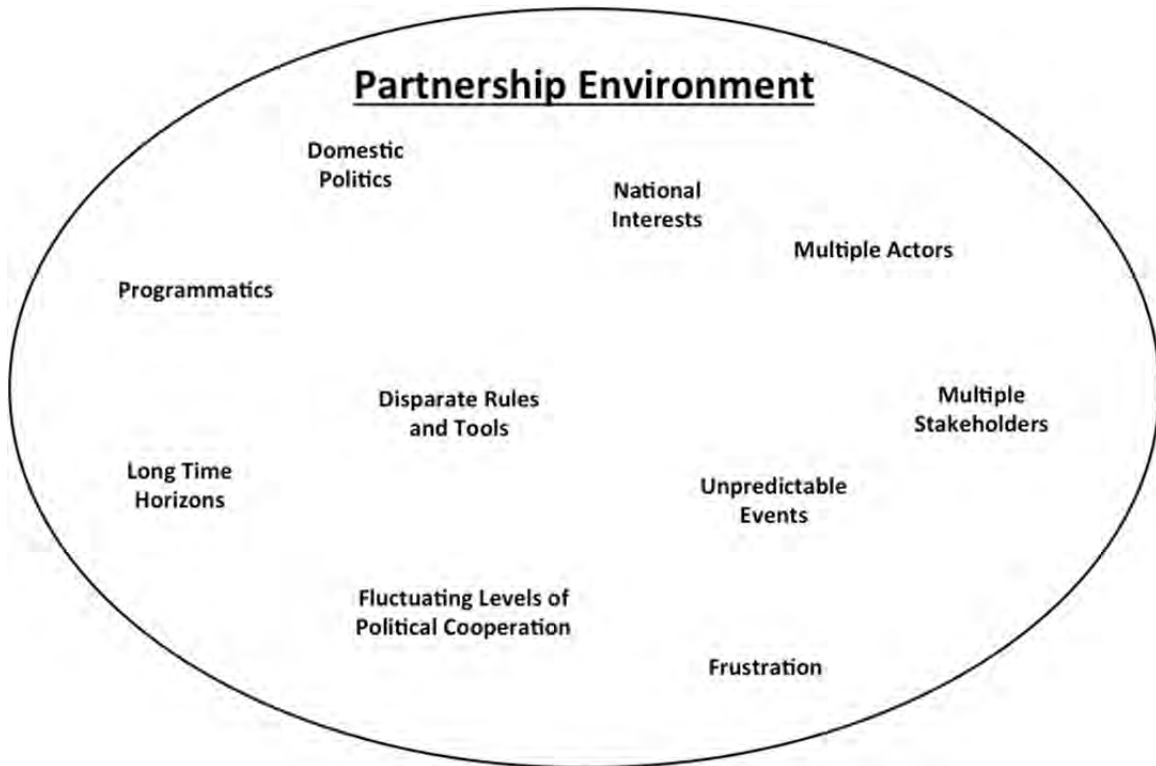 Partnership Environment
Domestic
Politics
National
Interests
Multiple Actors
Programmatics
Disparate Rules
and Tools
Multiple
Stakeholders
Long Time
Horizons
Unpredictable
Events
Fluctuating Levels of
Political Cooperation
Frustration